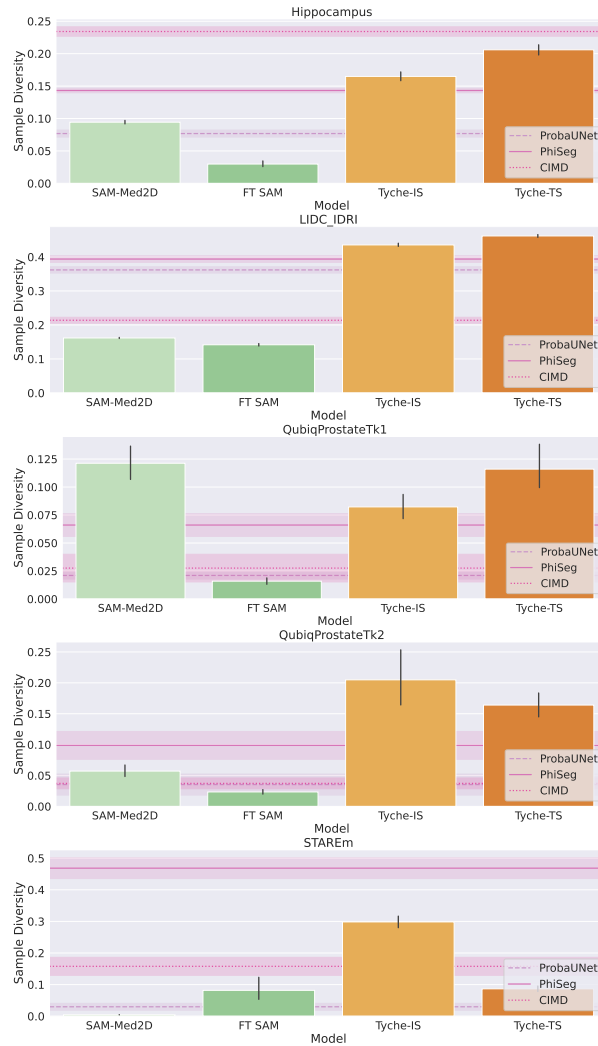 Hippocampus
Sample Diversity
0.25
0.20
0.15
0.10
0.05
0.00
ProbaUNet
PhiSeg
CIMD
SAM-Med2D FT SAM Tyche-IS Tyche-TS
Model
LIDC_IDRI
Sample Diversity
0.4
0.3
0.2
0.1
0.0
ProbaUNet
PhiSeg
CIMD
SAM-Med2D FT SAM Tyche-IS Tyche-TS
Model
QubiqProstateTk1
Sample Diversity
0.125
0.100
0.075
0.050
0.025
0.000
ProbaUNet
PhiSeg
CIMD
SAM-Med2D FT SAM Tyche-IS Tyche-TS
Model
QubiqProstateTk2
Sample Diversity
0.25
0.20
0.15
0.10
0.05
0.00
ProbaUNet
PhiSeg
CIMD
SAM-Med2D FT SAM Tyche-IS Tyche-TS
Model
STAREm
Sample Diversity
0.5
0.4
0.3
0.2
0.1
0.0
ProbaUNet
PhiSeg
CIMD
SAM-Med2D FT SAM Tyche-IS Tyche-TS
Model